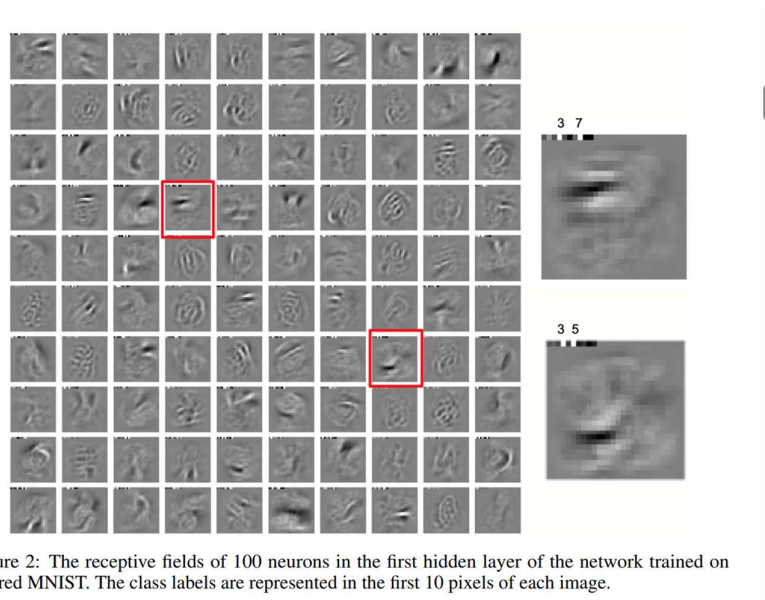 3 7
3 5
ure 2: The receptive fields of 100 neurons in the first hidden layer of the network trained on
red MNIST. The class labels are represented in the first 10 pixels of each image.